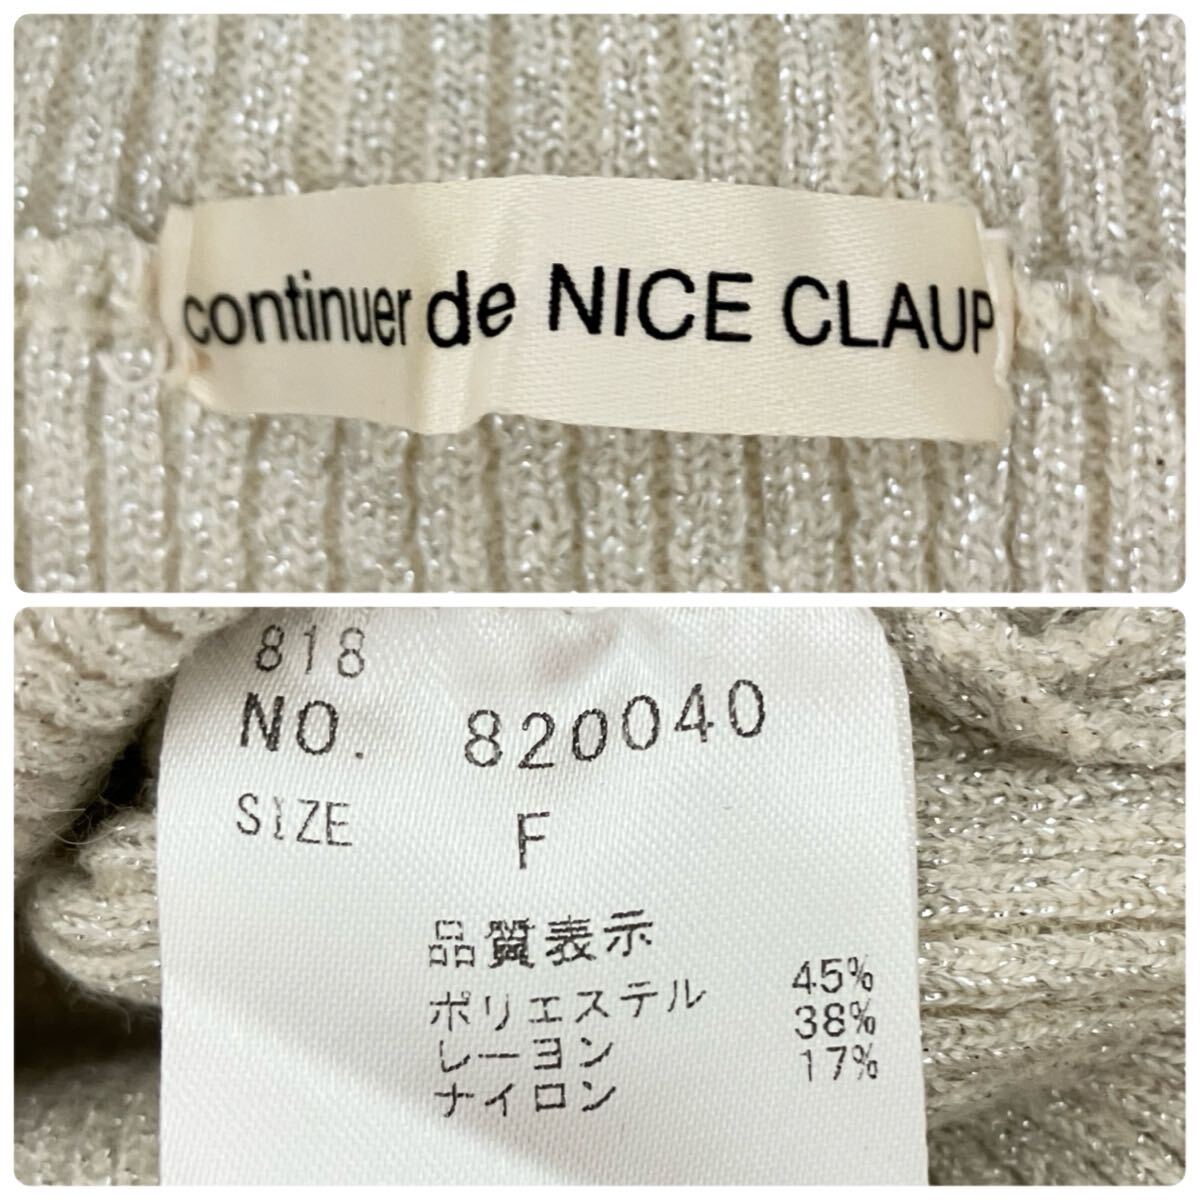 continuer de NICE CLAUP
818
NO. 820040
SIZE F
品質表示
ポリエステル 45%
レーヨン 38%
ナイロン 17%